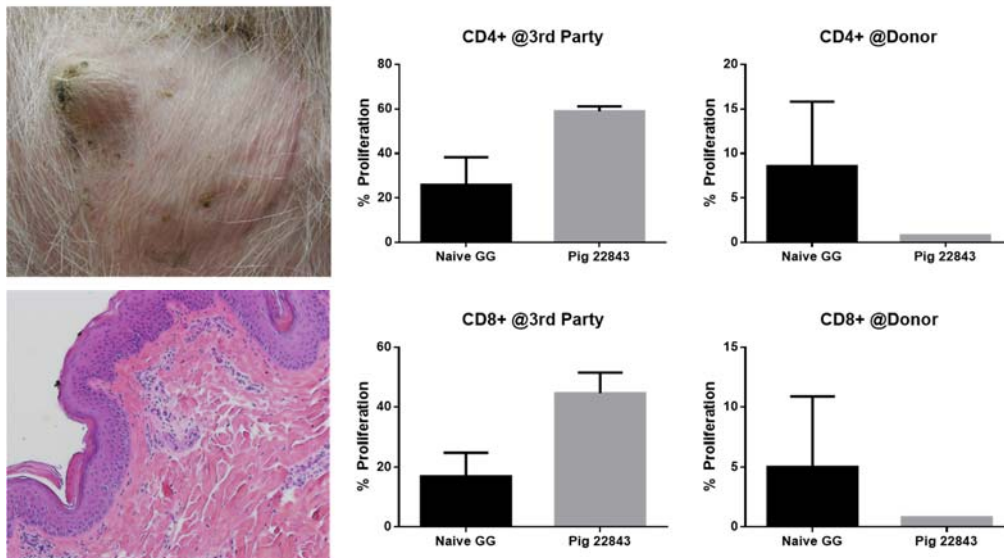 CD4+ @3rd Party
% Proliferation
80
60
40
20
0
Naive GG
Pig 22843
CD4+ @Donor
% Proliferation
20
15
10
5
0
Naive GG
Pig 22843
CD8+ @3rd Party
% Proliferation
60
40
20
0
Naive GG
Pig 22843
CD8+ @Donor
% Proliferation
15
10
5
0
Naive GG
Pig 22843